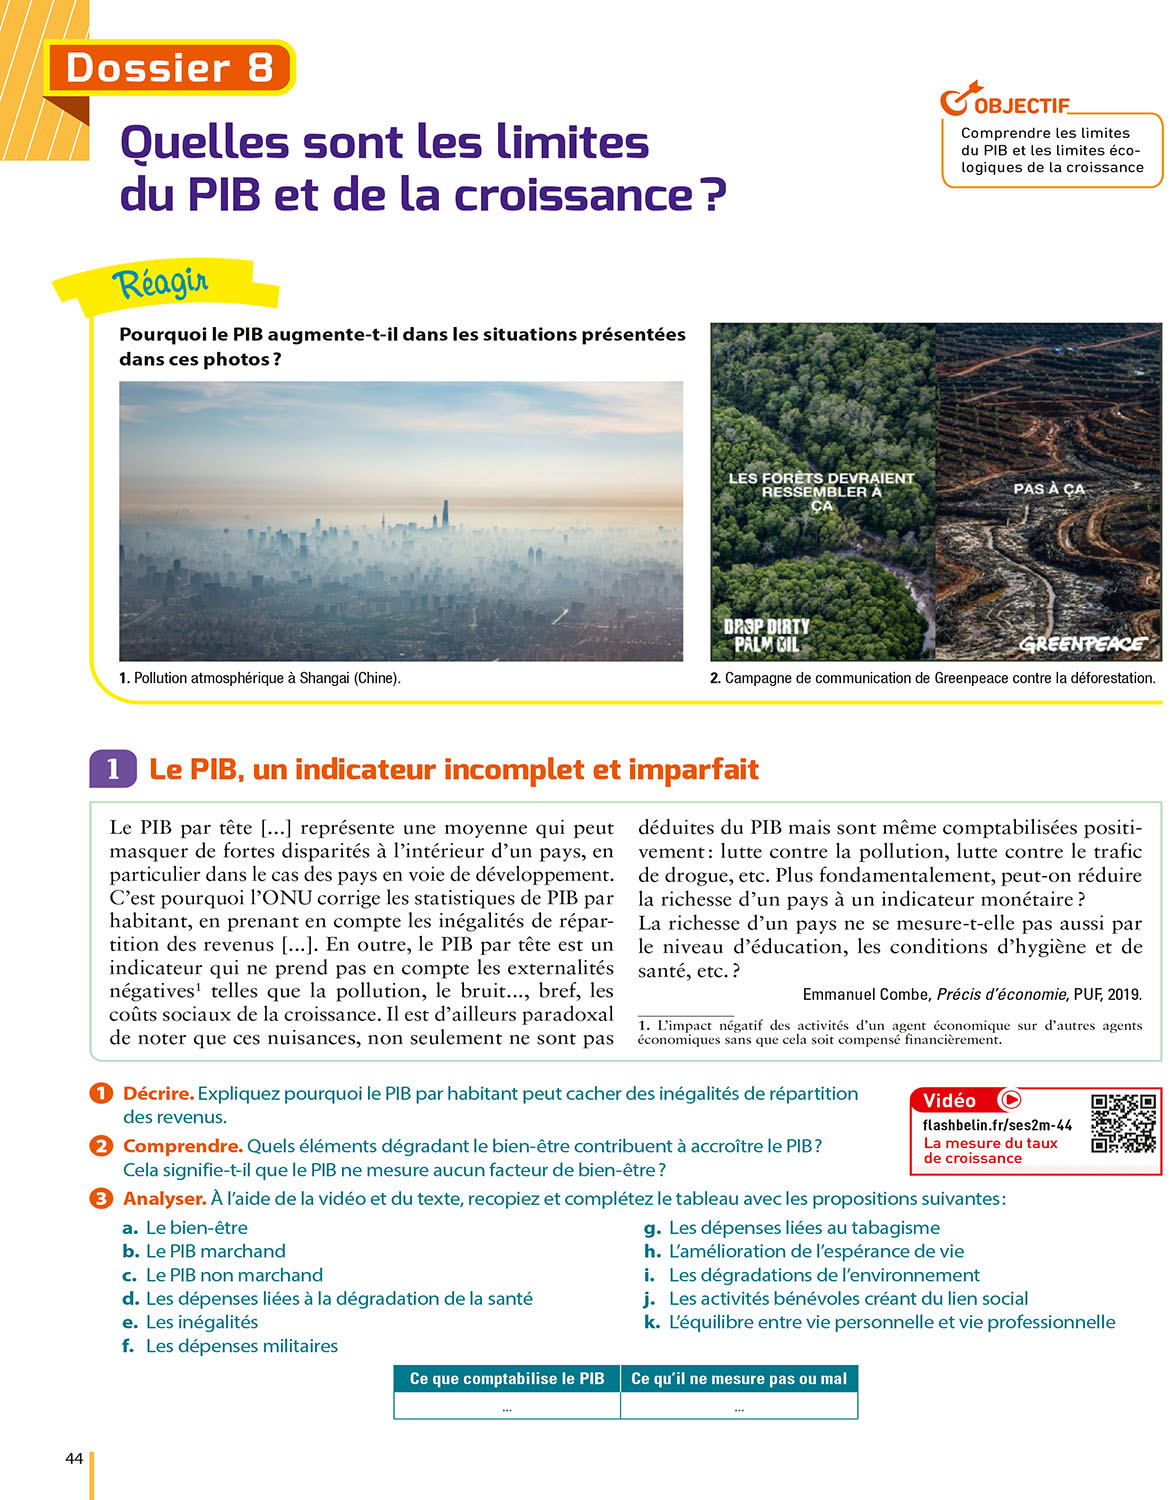 Dossier 8
Quelles sont les limites
du PIB et de la croissance ?
OBJECTIF
Comprendre les limites
du PIB et les limites éco-
logiques de la croissance
Réagir
Pourquoi le PIB augmente-t-il dans les situations présentées
dans ces photos ?
1. Pollution atmosphérique à Shangai (Chine).
LES FORÊTS DEVRAIENT
RESSEMBLER À
ÇA
PAS À ÇA
DROP DIRTY
PALM OIL
GREENPEACE
2. Campagne de communication de Greenpeace contre la déforestation.
1 Le PIB, un indicateur incomplet et imparfait
Le PIB par tête [...] représente une moyenne qui peut
masquer de fortes disparités à l'intérieur d'un pays, en
particulier dans le cas des pays en voie de développement.
C'est pourquoi l'ONU corrige les statistiques de PIB par
habitant, en prenant en compte les inégalités de répar-
tition des revenus [...]. En outre, le PIB par tête est un
indicateur qui ne prend pas en compte les externalités
négatives¹ telles que la pollution, le bruit..., bref, les
coûts sociaux de la croissance. Il est d'ailleurs paradoxal
de noter que ces nuisances, non seulement ne sont pas
déduites du PIB mais sont même comptabilisées positi-
vement : lutte contre la pollution, lutte contre le trafic
de drogue, etc. Plus fondamentalement, peut-on réduire
la richesse d'un pays à un indicateur monétaire ?
La richesse d'un pays ne se mesure-t-elle pas aussi par
le niveau d'éducation, les conditions d'hygiène et de
santé, etc. ?
Emmanuel Combe, Précis d'économie, PUF, 2019.
1. L'impact négatif des activités d'un agent économique sur d'autres agents
économiques sans que cela soit compensé financièrement.
1 Décrire. Expliquez pourquoi le PIB par habitant peut cacher des inégalités de répartition
des revenus.
2 Comprendre. Quels éléments dégradant le bien-être contribuent à accroître le PIB ?
Cela signifie-t-il que le PIB ne mesure aucun facteur de bien-être ?
Vidéo
flashbelin.fr/ses2m-44
La mesure du taux
de croissance
3 Analyser. À l'aide de la vidéo et du texte, recopiez et complétez le tableau avec les propositions suivantes :
a. Le bien-être
b. Le PIB marchand
c. Le PIB non marchand
d. Les dépenses liées à la dégradation de la santé
e. Les inégalités
f. Les dépenses militaires
g. Les dépenses liées au tabagisme
h. L'amélioration de l'espérance de vie
i. Les dégradations de l'environnement
j. Les activités bénévoles créant du lien social
k. L'équilibre entre vie personnelle et vie professionnelle
Ce que comptabilise le PIB Ce qu'il ne mesure pas ou mal
... ...
44